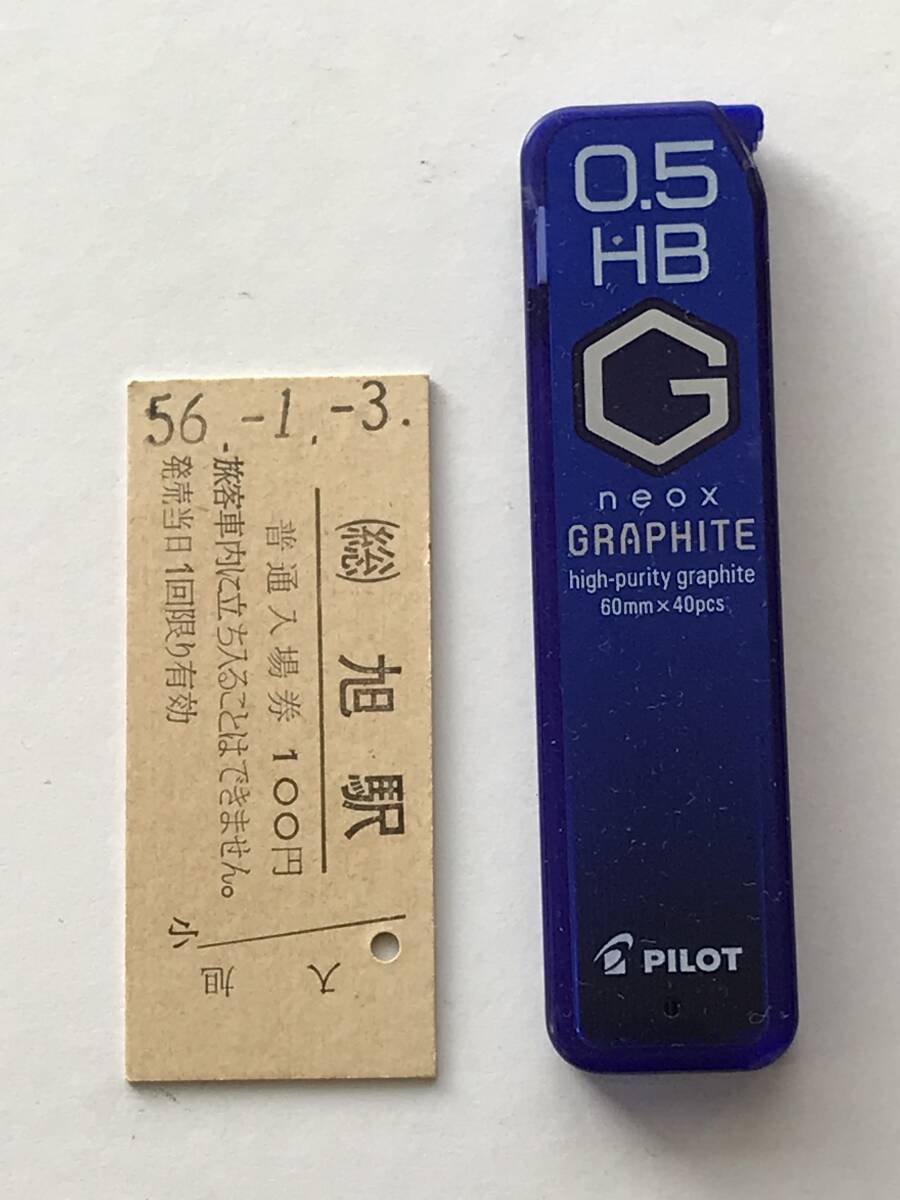 56.-1.-3.
(総) 旭駅
普通入場券 100円
旅客車内に立ち入ることはできません。
発売当日1回限り有効
小
旭
入
0.5
HB
G
neox
GRAPHITE
high-purity graphite
60mm×40pcs
PILOT